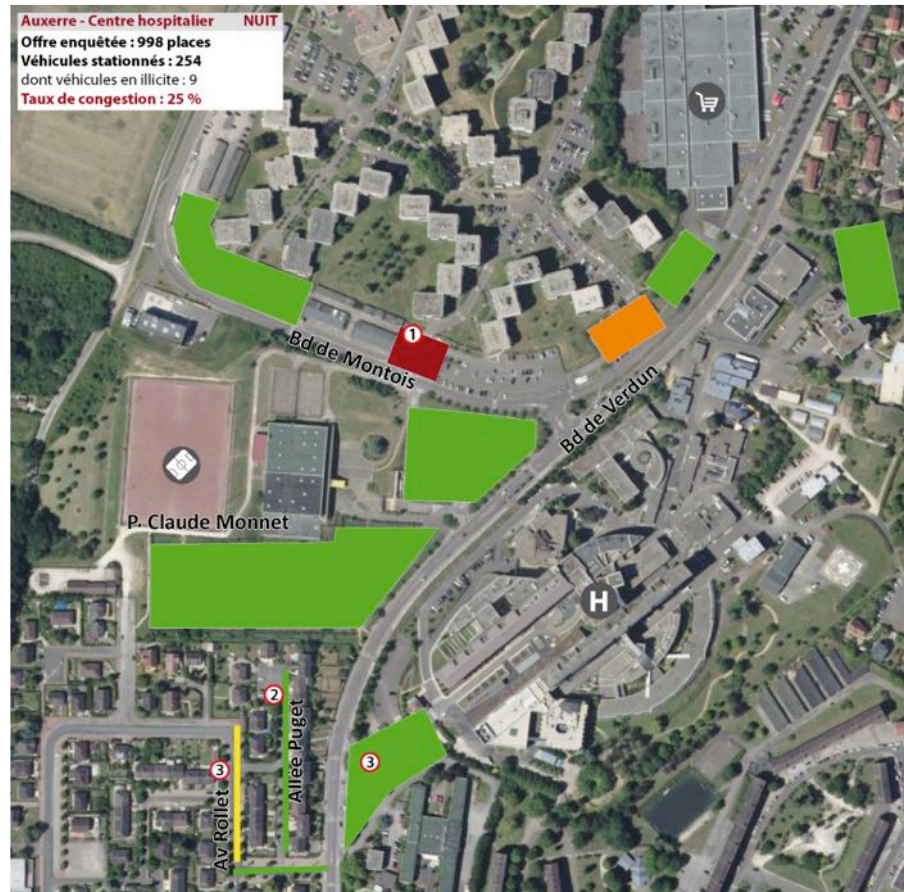 Auxerre - Centre hospitalier NUIT
Offre enquêtée : 998 places
Véhicules stationnés : 254
dont véhicules en illicite : 9
Taux de congestion : 25 %
1
Bd de Montois
Bd de Verdun
P. Claude Monnet
H
2
Allée Puget
3
Av Rollet
3